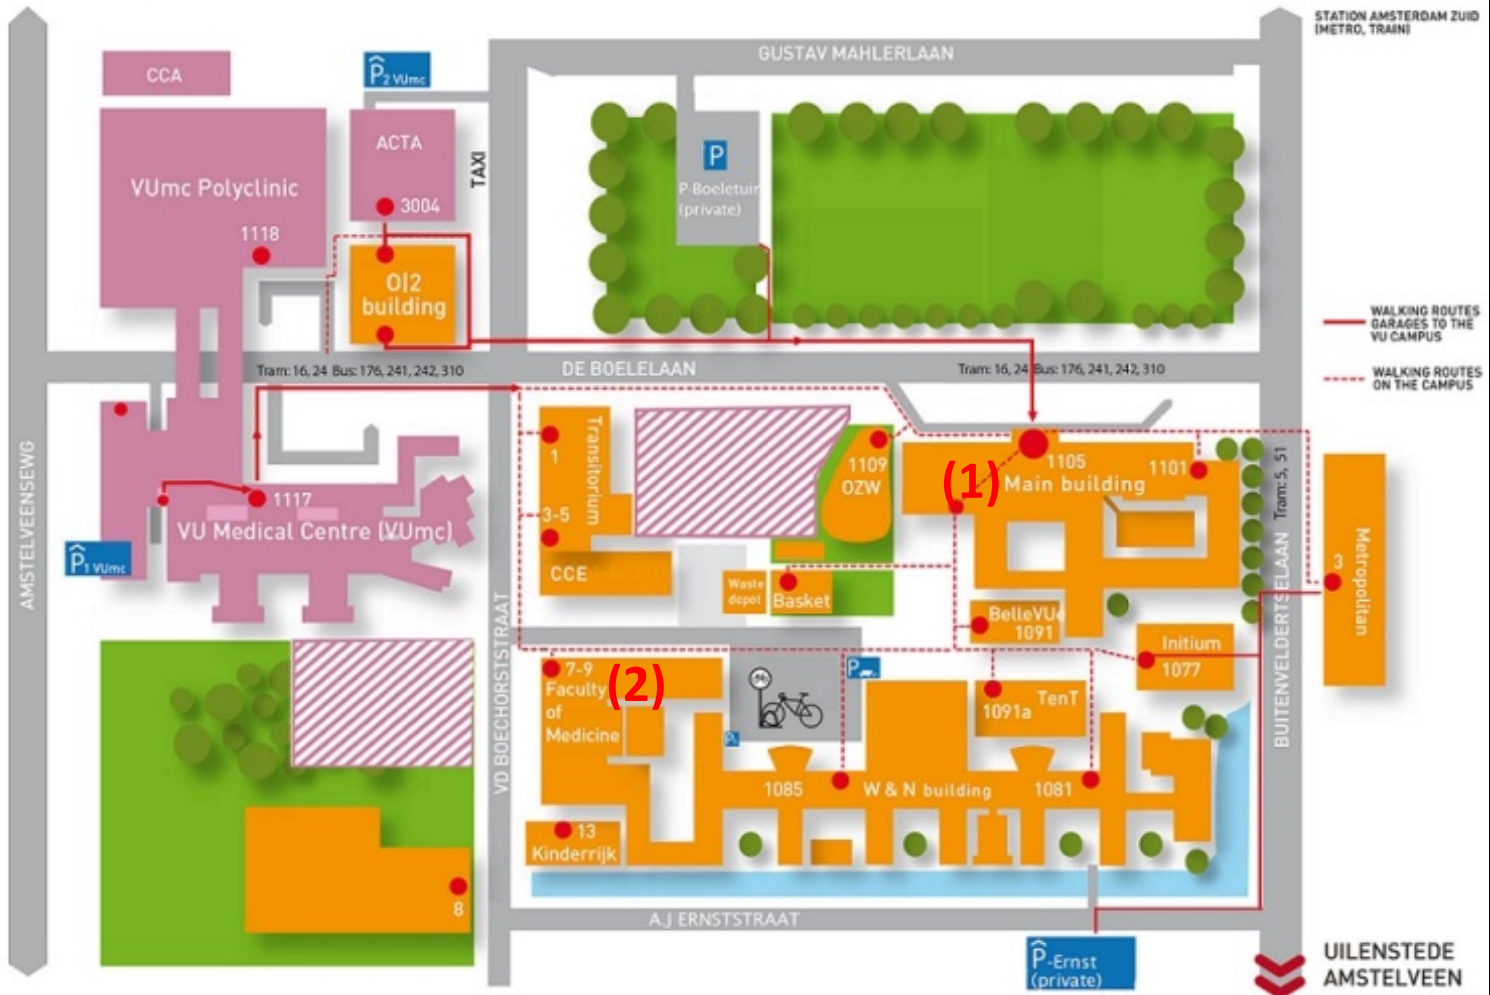 STATION AMSTERDAM ZUID
(METRO, TRAIN)
GUSTAV MAHLERLAAN
CCA
P2 VUmc
ACTA
TAXI
3004
VUmc Polyclinic
1118
O|2
building
P
P-Boeletuin
(private)
WALKING ROUTES
GARAGES TO THE
VU CAMPUS
WALKING ROUTES
ON THE CAMPUS
Tram: 16, 24 Bus: 176, 241, 242, 310
DE BOELELAAN
Tram: 16, 24 Bus: 176, 241, 242, 310
AMSTELVEENSEWG
1117
VU Medical Centre (VUmc)
P1 VUmc
Transitorium
1
3-5
CCE
1109
OZW
(1)
1105
Main building
1101
Tram: 5, 51
BUITENVELDERTSELAAN
3
Metropolitan
Waste
depot
Basket
BelleVUe
1091
Initium
1077
VD BOECHORSTSTRAAT
7-9
(2)
Faculty
of
Medicine
P
P
TenT
1091a
1085
W & N building
1081
13
Kinderrijk
8
A.J ERNSTSTRAAT
P-Ernst
(private)
UILENSTEDE
AMSTELVEEN